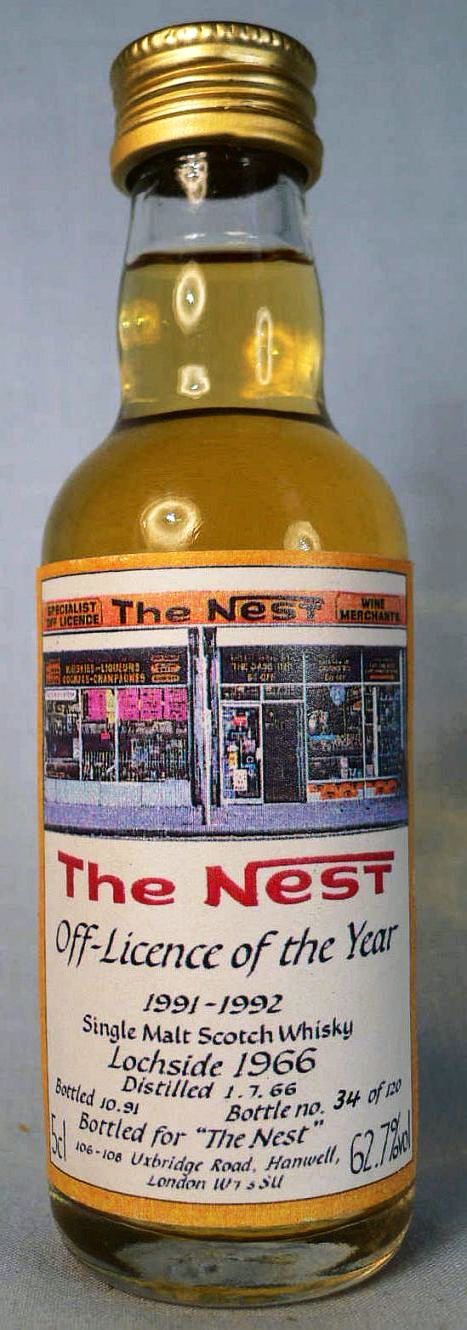 SPECIALIST
OFF LICENCE
The NeST
WINE
MERCHANTS
WHISKIES-LIQUEURS
COGNACS-CHAMPAGNES
The NeST
Off-Licence of the Year
1991-1992
Single Malt Scotch Whisky
Lochside 1966
Distilled 1.7.66
Bottled 10.91
Bottle no. 34 of 120
Bottled for "The Nest"
5cl
106-108 Uxbridge Road, Hanwell,
London W7 3SU
62.7%vol